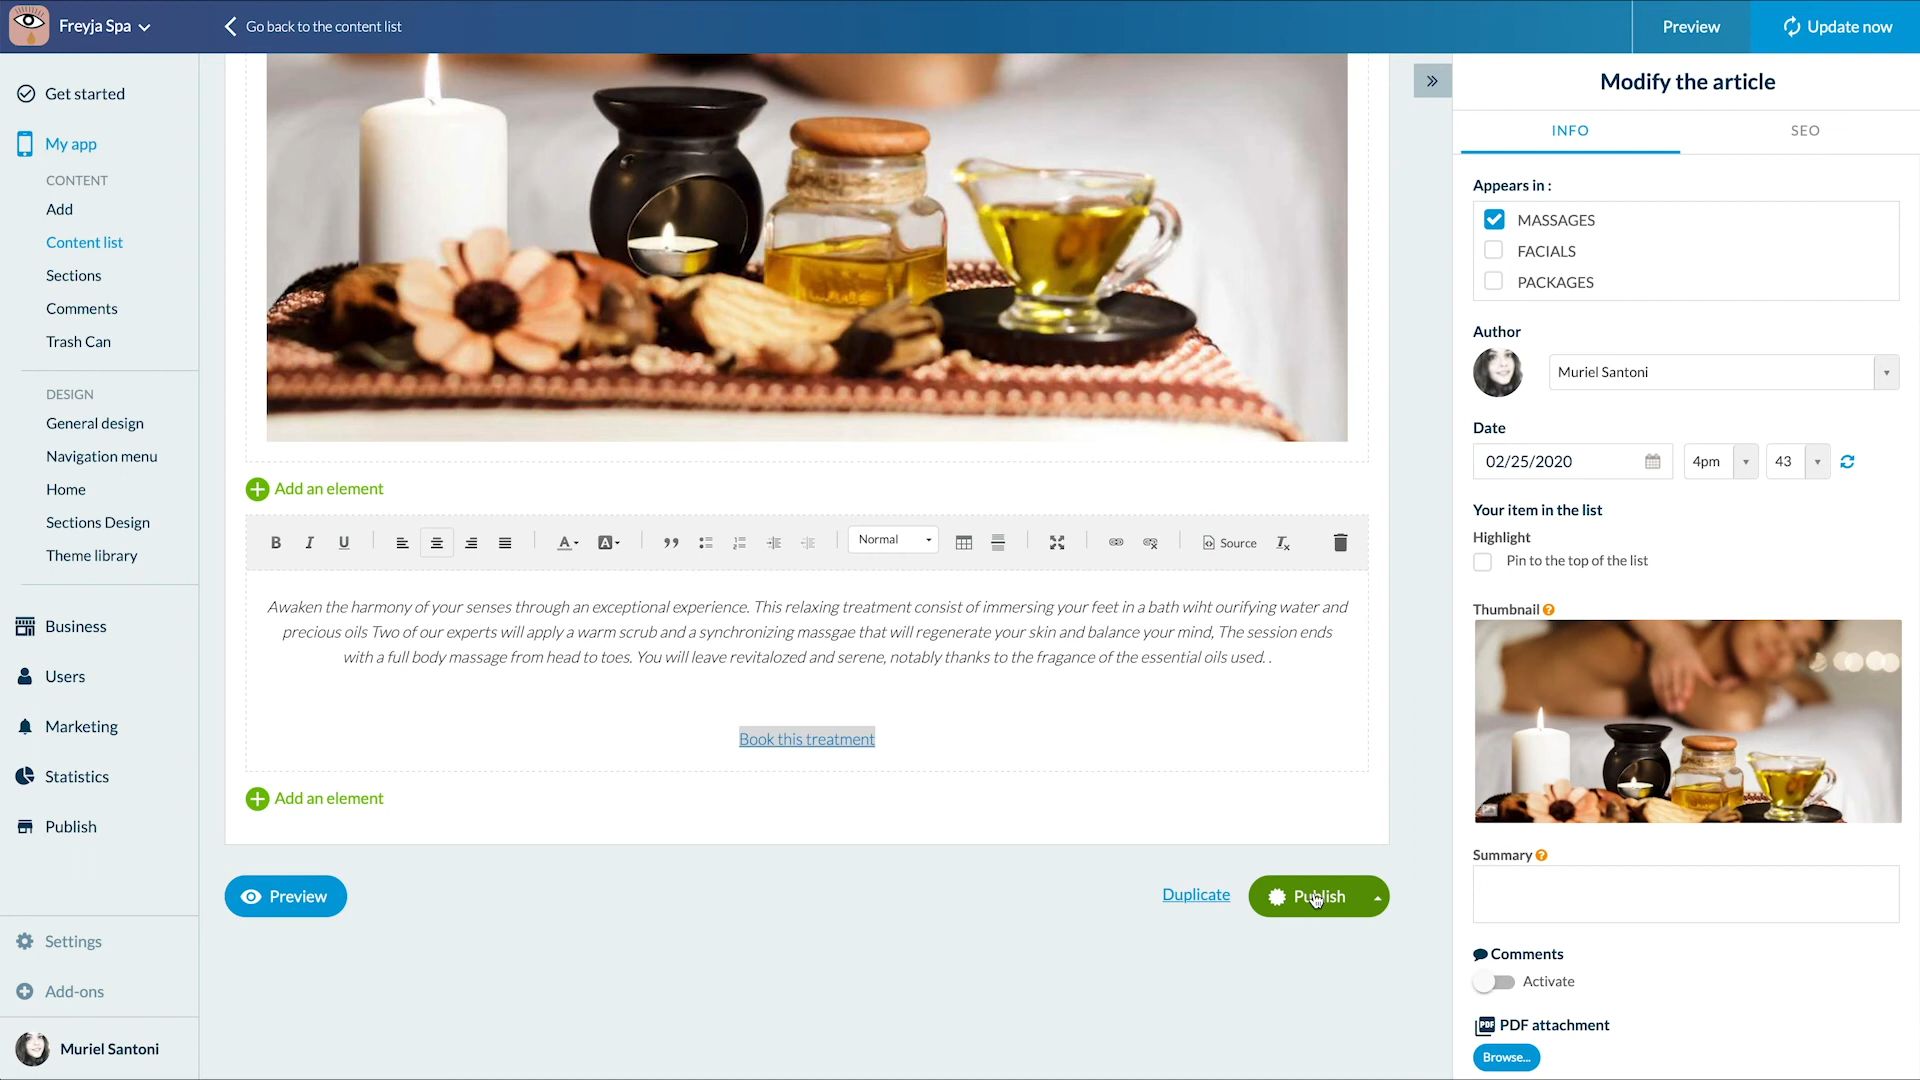 Freyja Spa
Go back to the content list
Preview
Update now
Get started
My app
CONTENT
Add
Content list
Sections
Comments
Trash Can
DESIGN
General design
Navigation menu
Home
Sections Design
Theme library
Business
Users
Marketing
Statistics
Publish
Settings
Add-ons
Muriel Santoni
Add an element
B I U
A
A
Normal
Source
Awaken the harmony of your senses through an exceptional experience. This relaxing treatment consist of immersing your feet in a bath wiht ourifying water and
precious oils Two of our experts will apply a warm scrub and a synchronizing massgae that will regenerate your skin and balance your mind, The session ends
with a full body massage from head to toes. You will leave revitalozed and serene, notably thanks to the fragance of the essential oils used. .
Book this treatment
Add an element
Preview
Duplicate
Publish
Modify the article
INFO
SEO
Appears in :
MASSAGES
FACIALS
PACKAGES
Author
Muriel Santoni
Date
02/25/2020
4pm
43
Your item in the list
Highlight
Pin to the top of the list
Thumbnail ?
Summary ?
Comments
Activate
PDF PDF attachment
Browse...